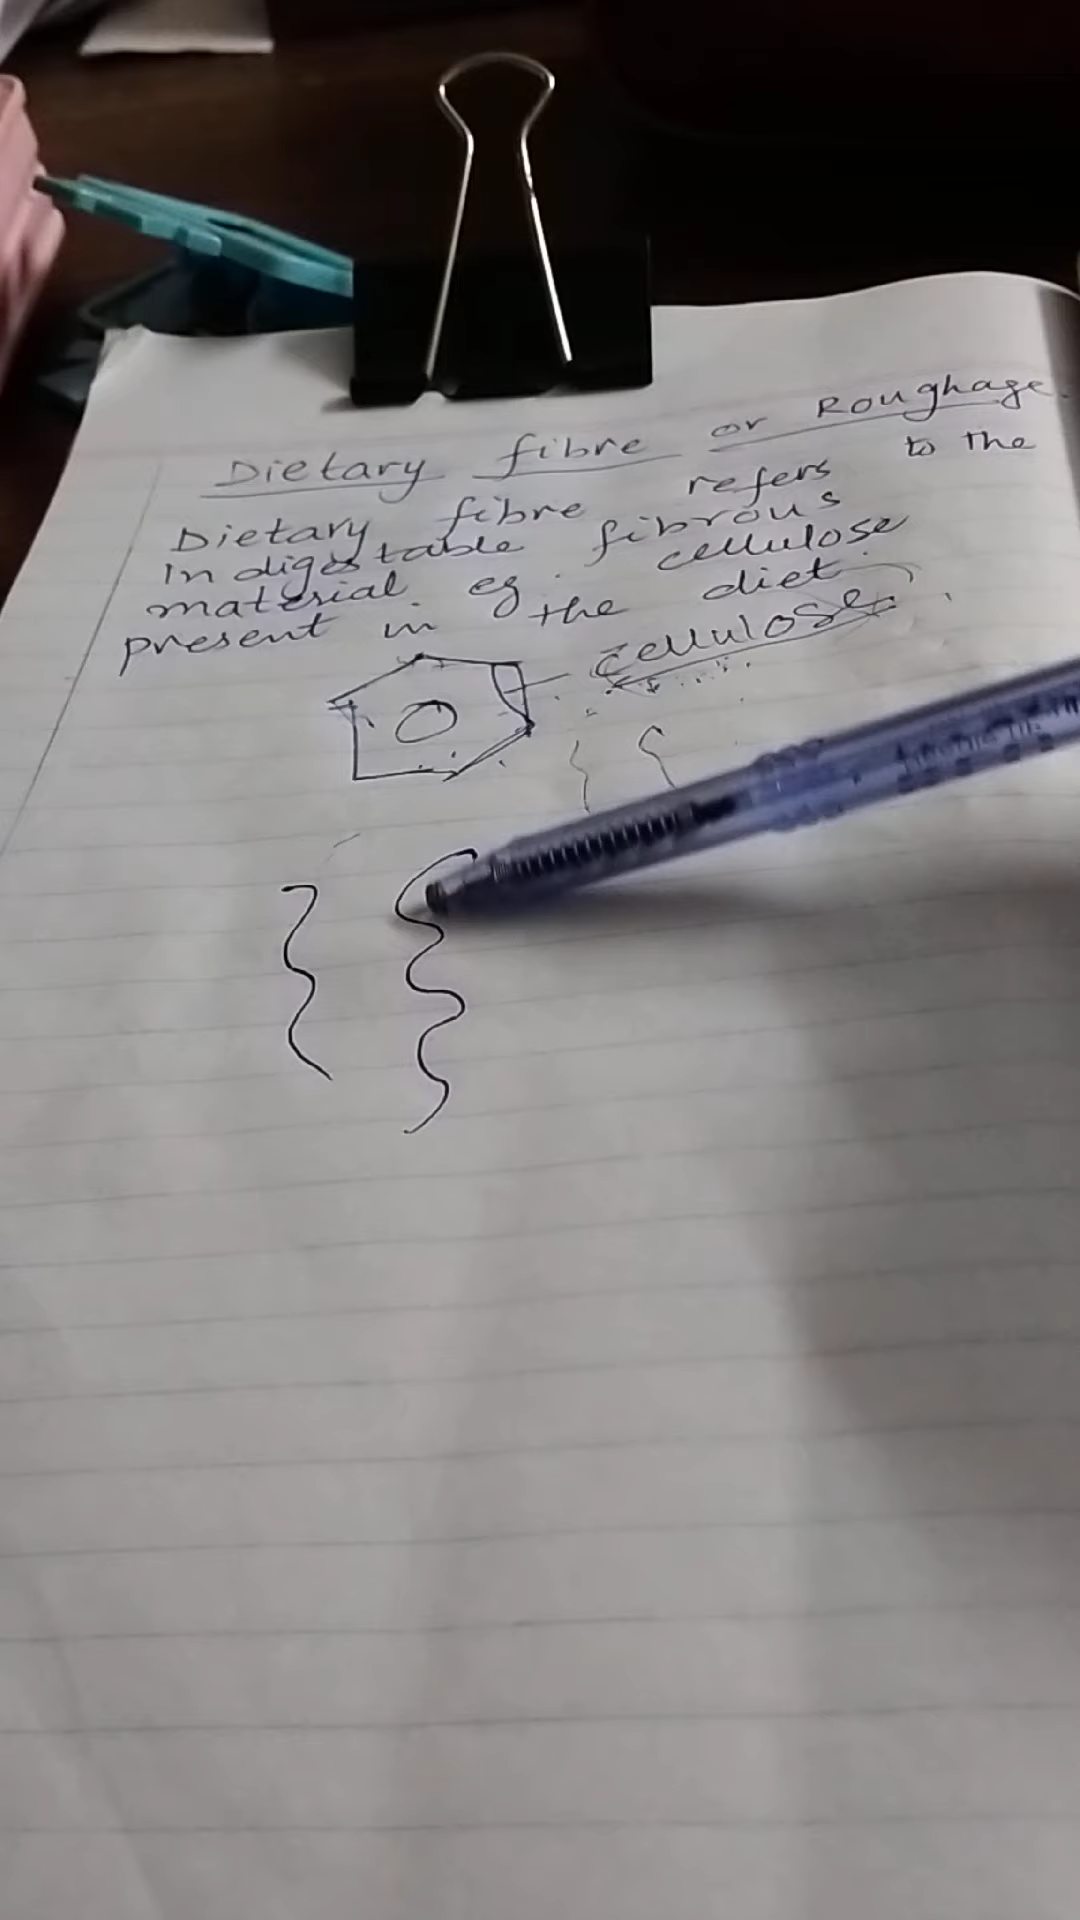 Dietary fibre or Roughage.
Dietary fibre refers to the
Indigestable fibrous
material. eg. cellulose
present in the diet
cellulose.